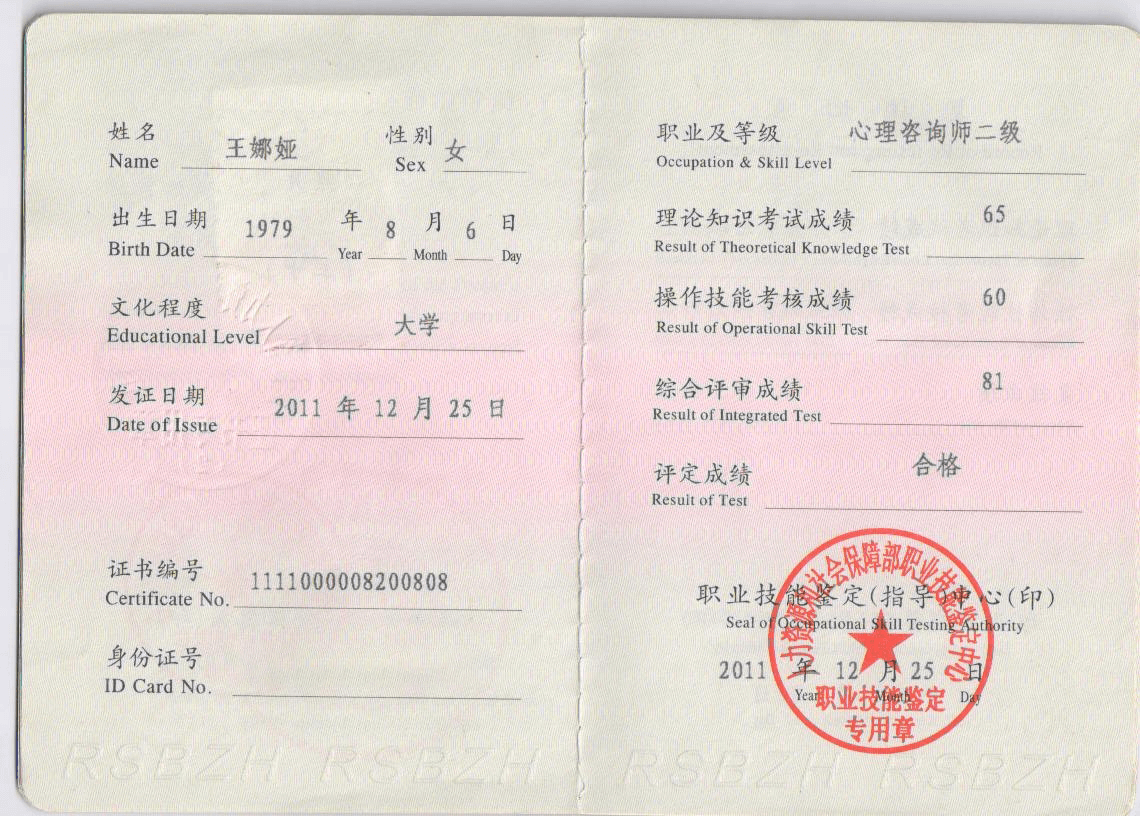 姓名
Name
王娜娅
性别
Sex
女
出生日期
Birth Date
1979 年 8 月 6 日
Year Month Day
文化程度
Educational Level
大学
发证日期
Date of Issue
2011 年 12 月 25 日
证书编号
Certificate No.
1111000008200808
身份证号
ID Card No.
RSBZH RSBZH
职业及等级
Occupation & Skill Level
心理咨询师二级
理论知识考试成绩
Result of Theoretical Knowledge Test
65
操作技能考核成绩
Result of Operational Skill Test
60
综合评审成绩
Result of Integrated Test
81
评定成绩
Result of Test
合格
职业技能鉴定(指导)中心(印)
Seal of Occupational Skill Testing Authority
2011 年 12 月 25 日
Year Month Day
人力资源和社会保障部职业技能鉴定中心
职业技能鉴定
专用章
RSBZH RSBZH